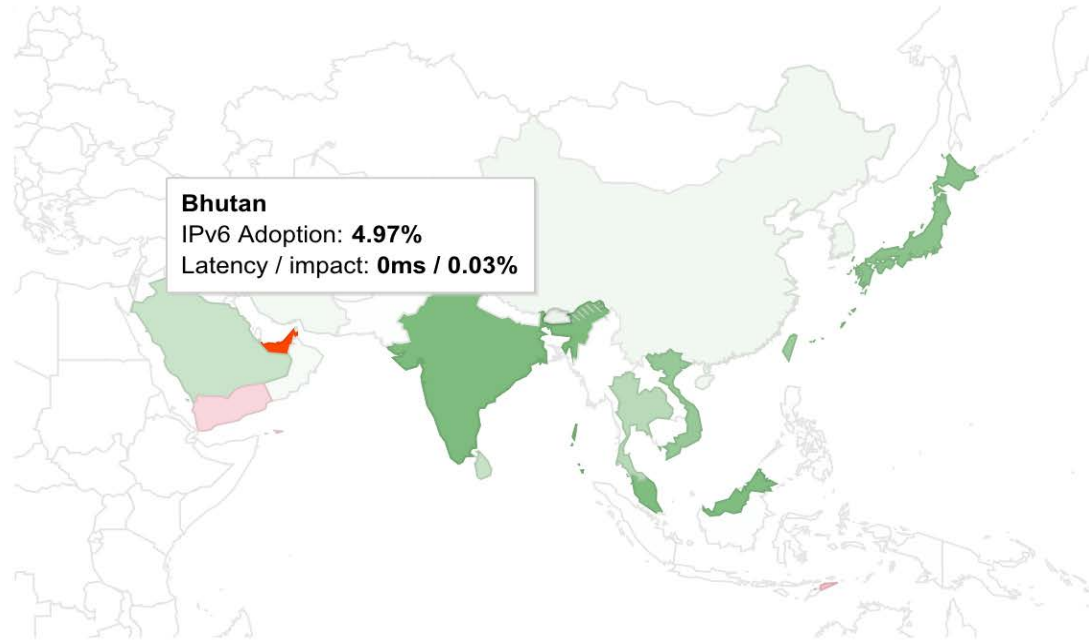 Bhutan
IPv6 Adoption: 4.97%
Latency / impact: 0ms / 0.03%